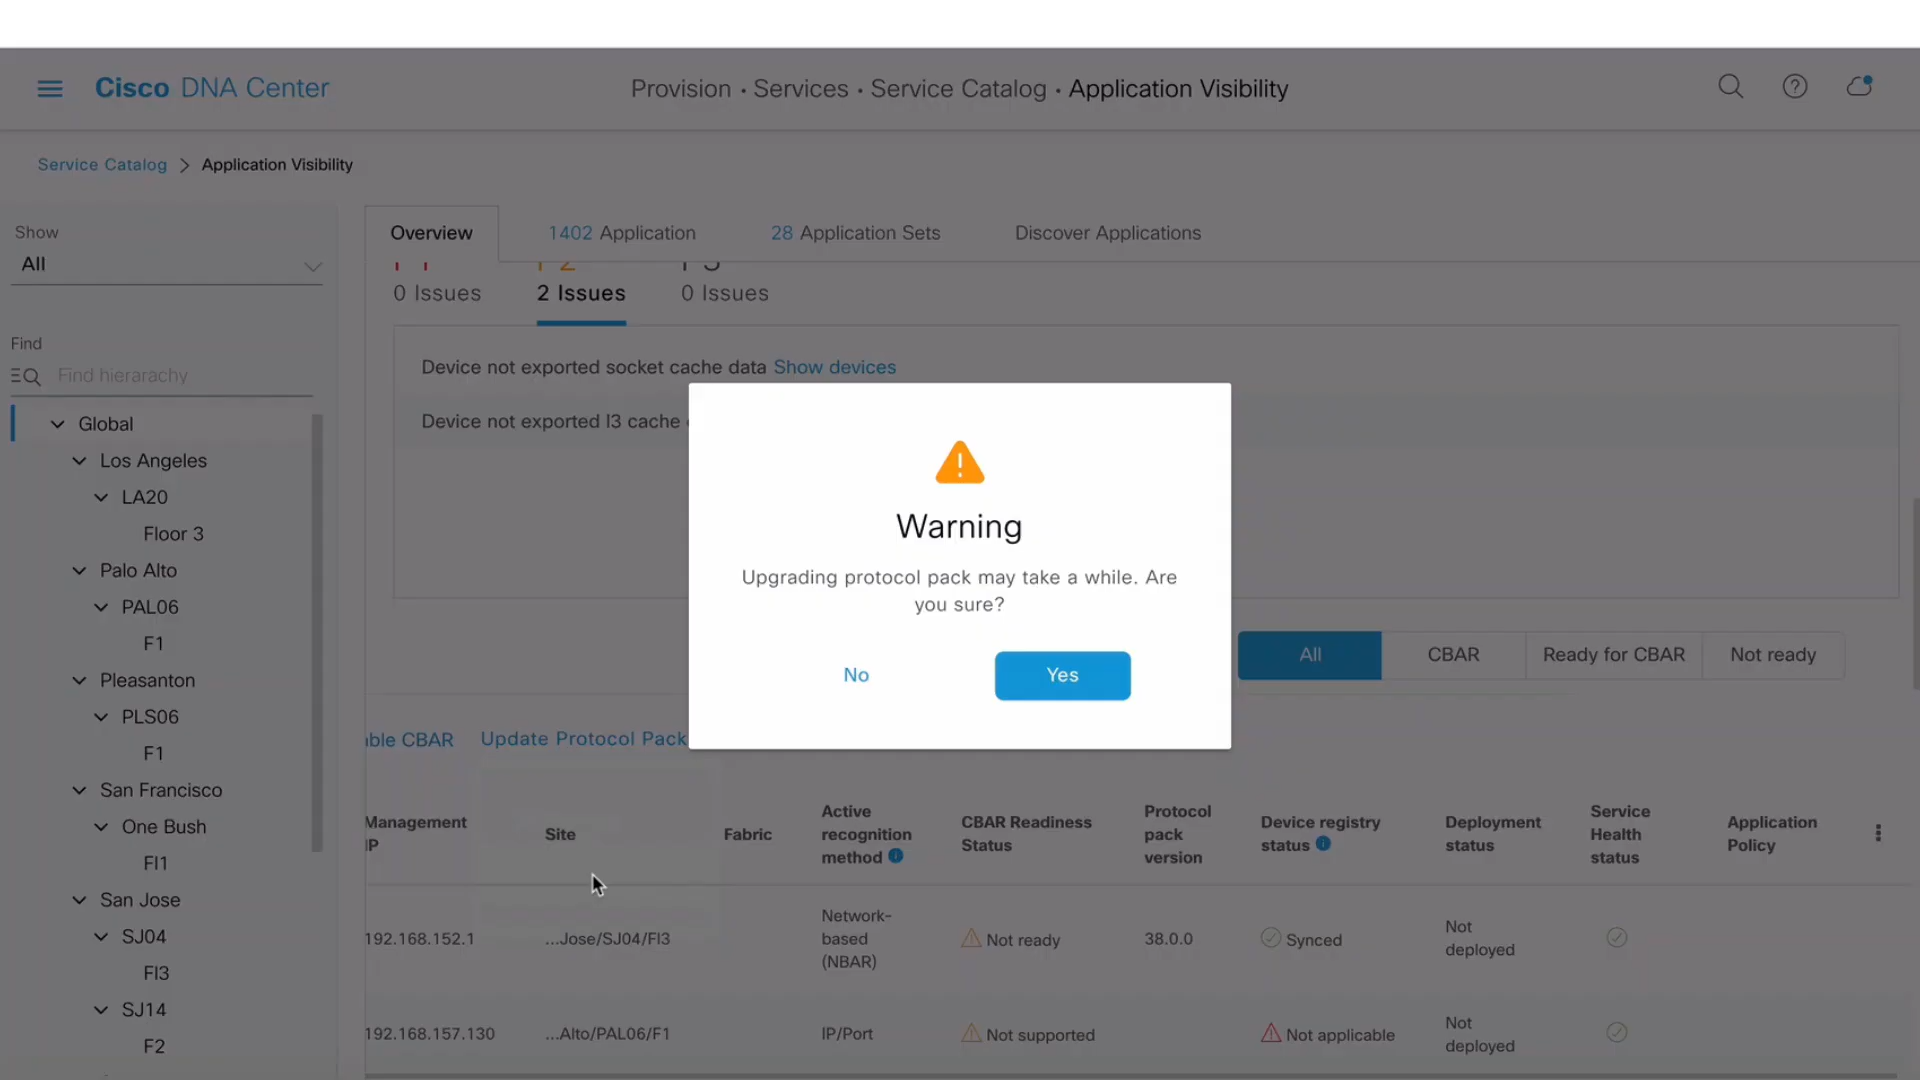 Cisco DNA Center
Provision · Services · Service Catalog · Application Visibility
Service Catalog > Application Visibility
Show
All
Find
Find hierarachy
Global
Los Angeles
LA20
Floor 3
Palo Alto
PAL06
F1
Pleasanton
PLS06
F1
San Francisco
One Bush
Fl1
San Jose
SJ04
Fl3
SJ14
F2
Overview
1402 Application
28 Application Sets
Discover Applications
0 Issues
2 Issues
0 Issues
Device not exported socket cache data Show devices
Device not exported l3 cache
Warning
Upgrading protocol pack may take a while. Are
you sure?
No
Yes
All
CBAR
Ready for CBAR
Not ready
able CBAR
Update Protocol Pack
Management
IP
Site
Fabric
Active
recognition
method
CBAR Readiness
Status
Protocol
pack
version
Device registry
status
Deployment
status
Service
Health
status
Application
Policy
192.168.152.1
...Jose/SJ04/Fl3
Network-
based
(NBAR)
Not ready
38.0.0
Synced
Not
deployed
192.168.157.130
...Alto/PAL06/F1
IP/Port
Not supported
Not applicable
Not
deployed